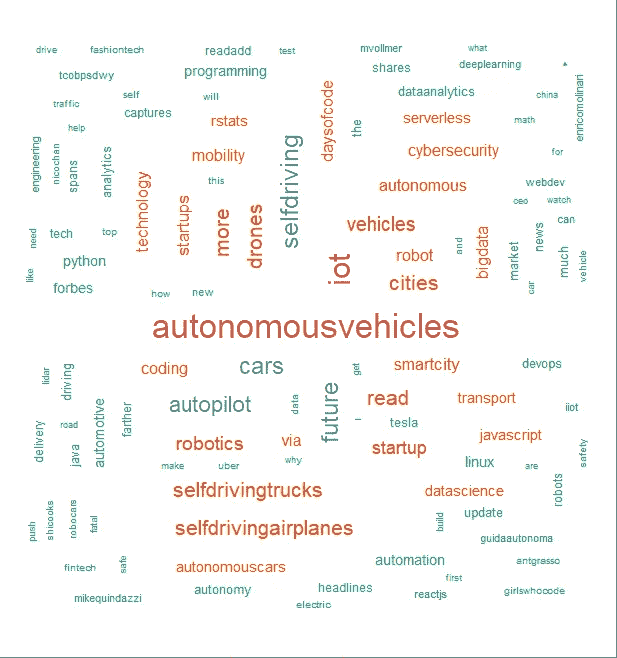 drive fashiontech readadd test mvollmer what
tcobpsdwy programming shares deeplearning
self will dataanalytics china enricomolinari
traffic captures daysofcode
help rstats the serverless math
engineering nicochan spans analytics mobility selfdriving cybersecurity for
this autonomous webdev
technology startups more drones ceo watch
need tech top vehicles and bigdata market news can
python iot robot much vehicle
like forbes how new cities car
autonomousvehicles
lidar driving coding cars get smartcity devops
delivery road java automotive farther autopilot data future read transport iiot
tesla
robotics via startup javascript
make uber why linux are safety
selfdrivingtrucks datascience robots
push shicooks robocars fatal selfdrivingairplanes build update
guidaautonoma
fintech safe autonomouscars automation antgrasso
first
mikequindazzi autonomy headlines reactjs girlswhocode
electric